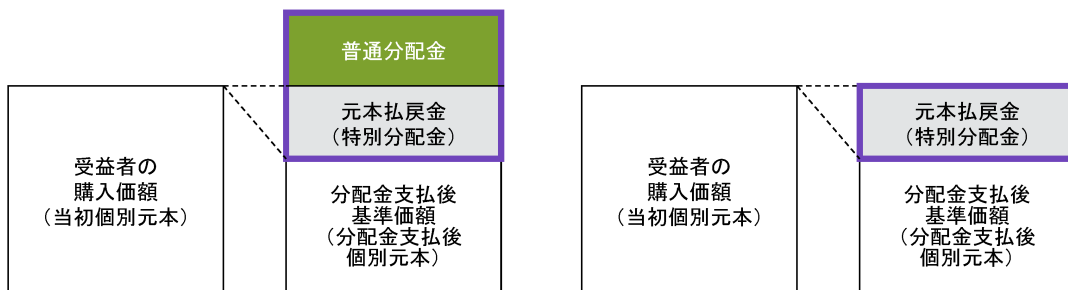 普通分配金
元本払戻金
（特別分配金）
受益者の
購入価額
（当初個別元本）
分配金支払後
基準価額
（分配金支払後
個別元本）
元本払戻金
（特別分配金）
受益者の
購入価額
（当初個別元本）
分配金支払後
基準価額
（分配金支払後
個別元本）